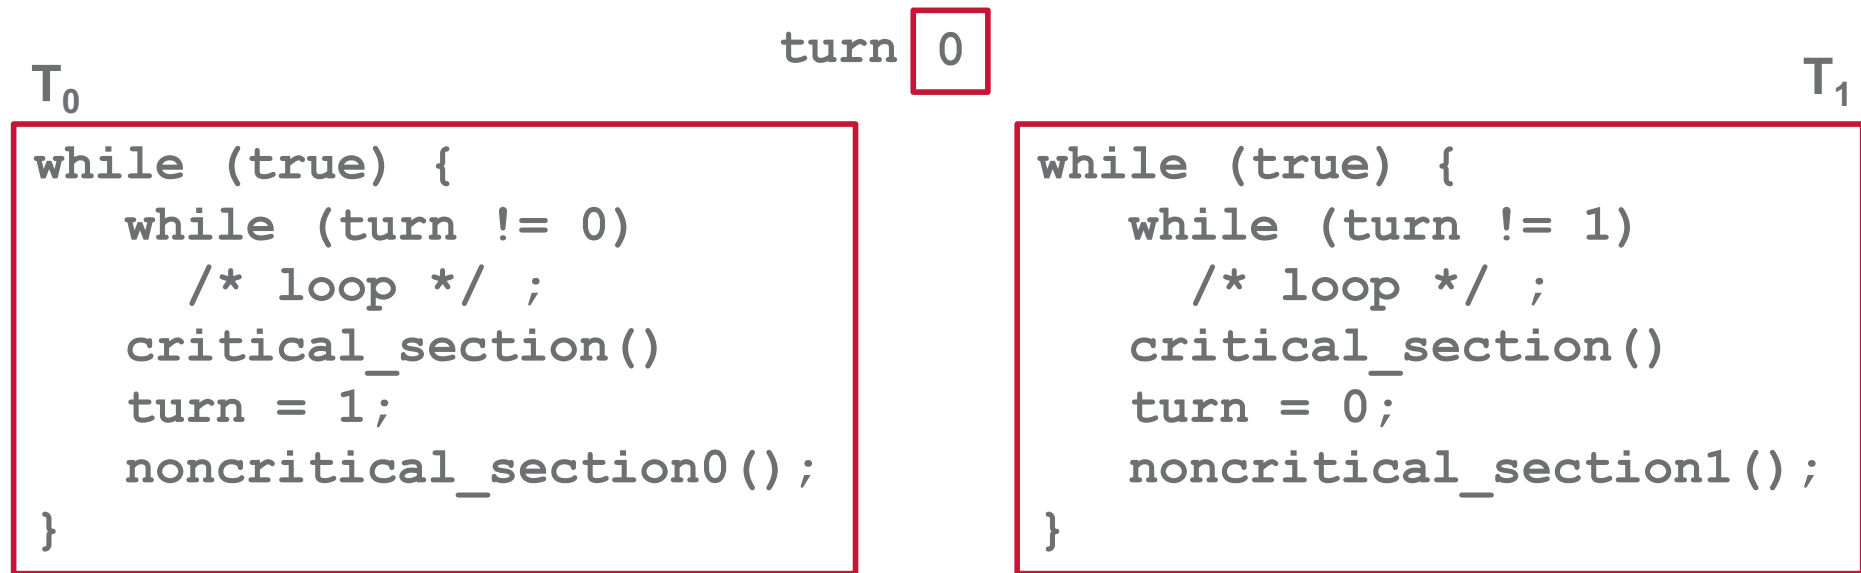 turn 0
T0
while (true) {
while (turn != 0)
/* loop */ ;
critical_section()
turn = 1;
noncritical_section0();
}
T1
while (true) {
while (turn != 1)
/* loop */ ;
critical_section()
turn = 0;
noncritical_section1();
}